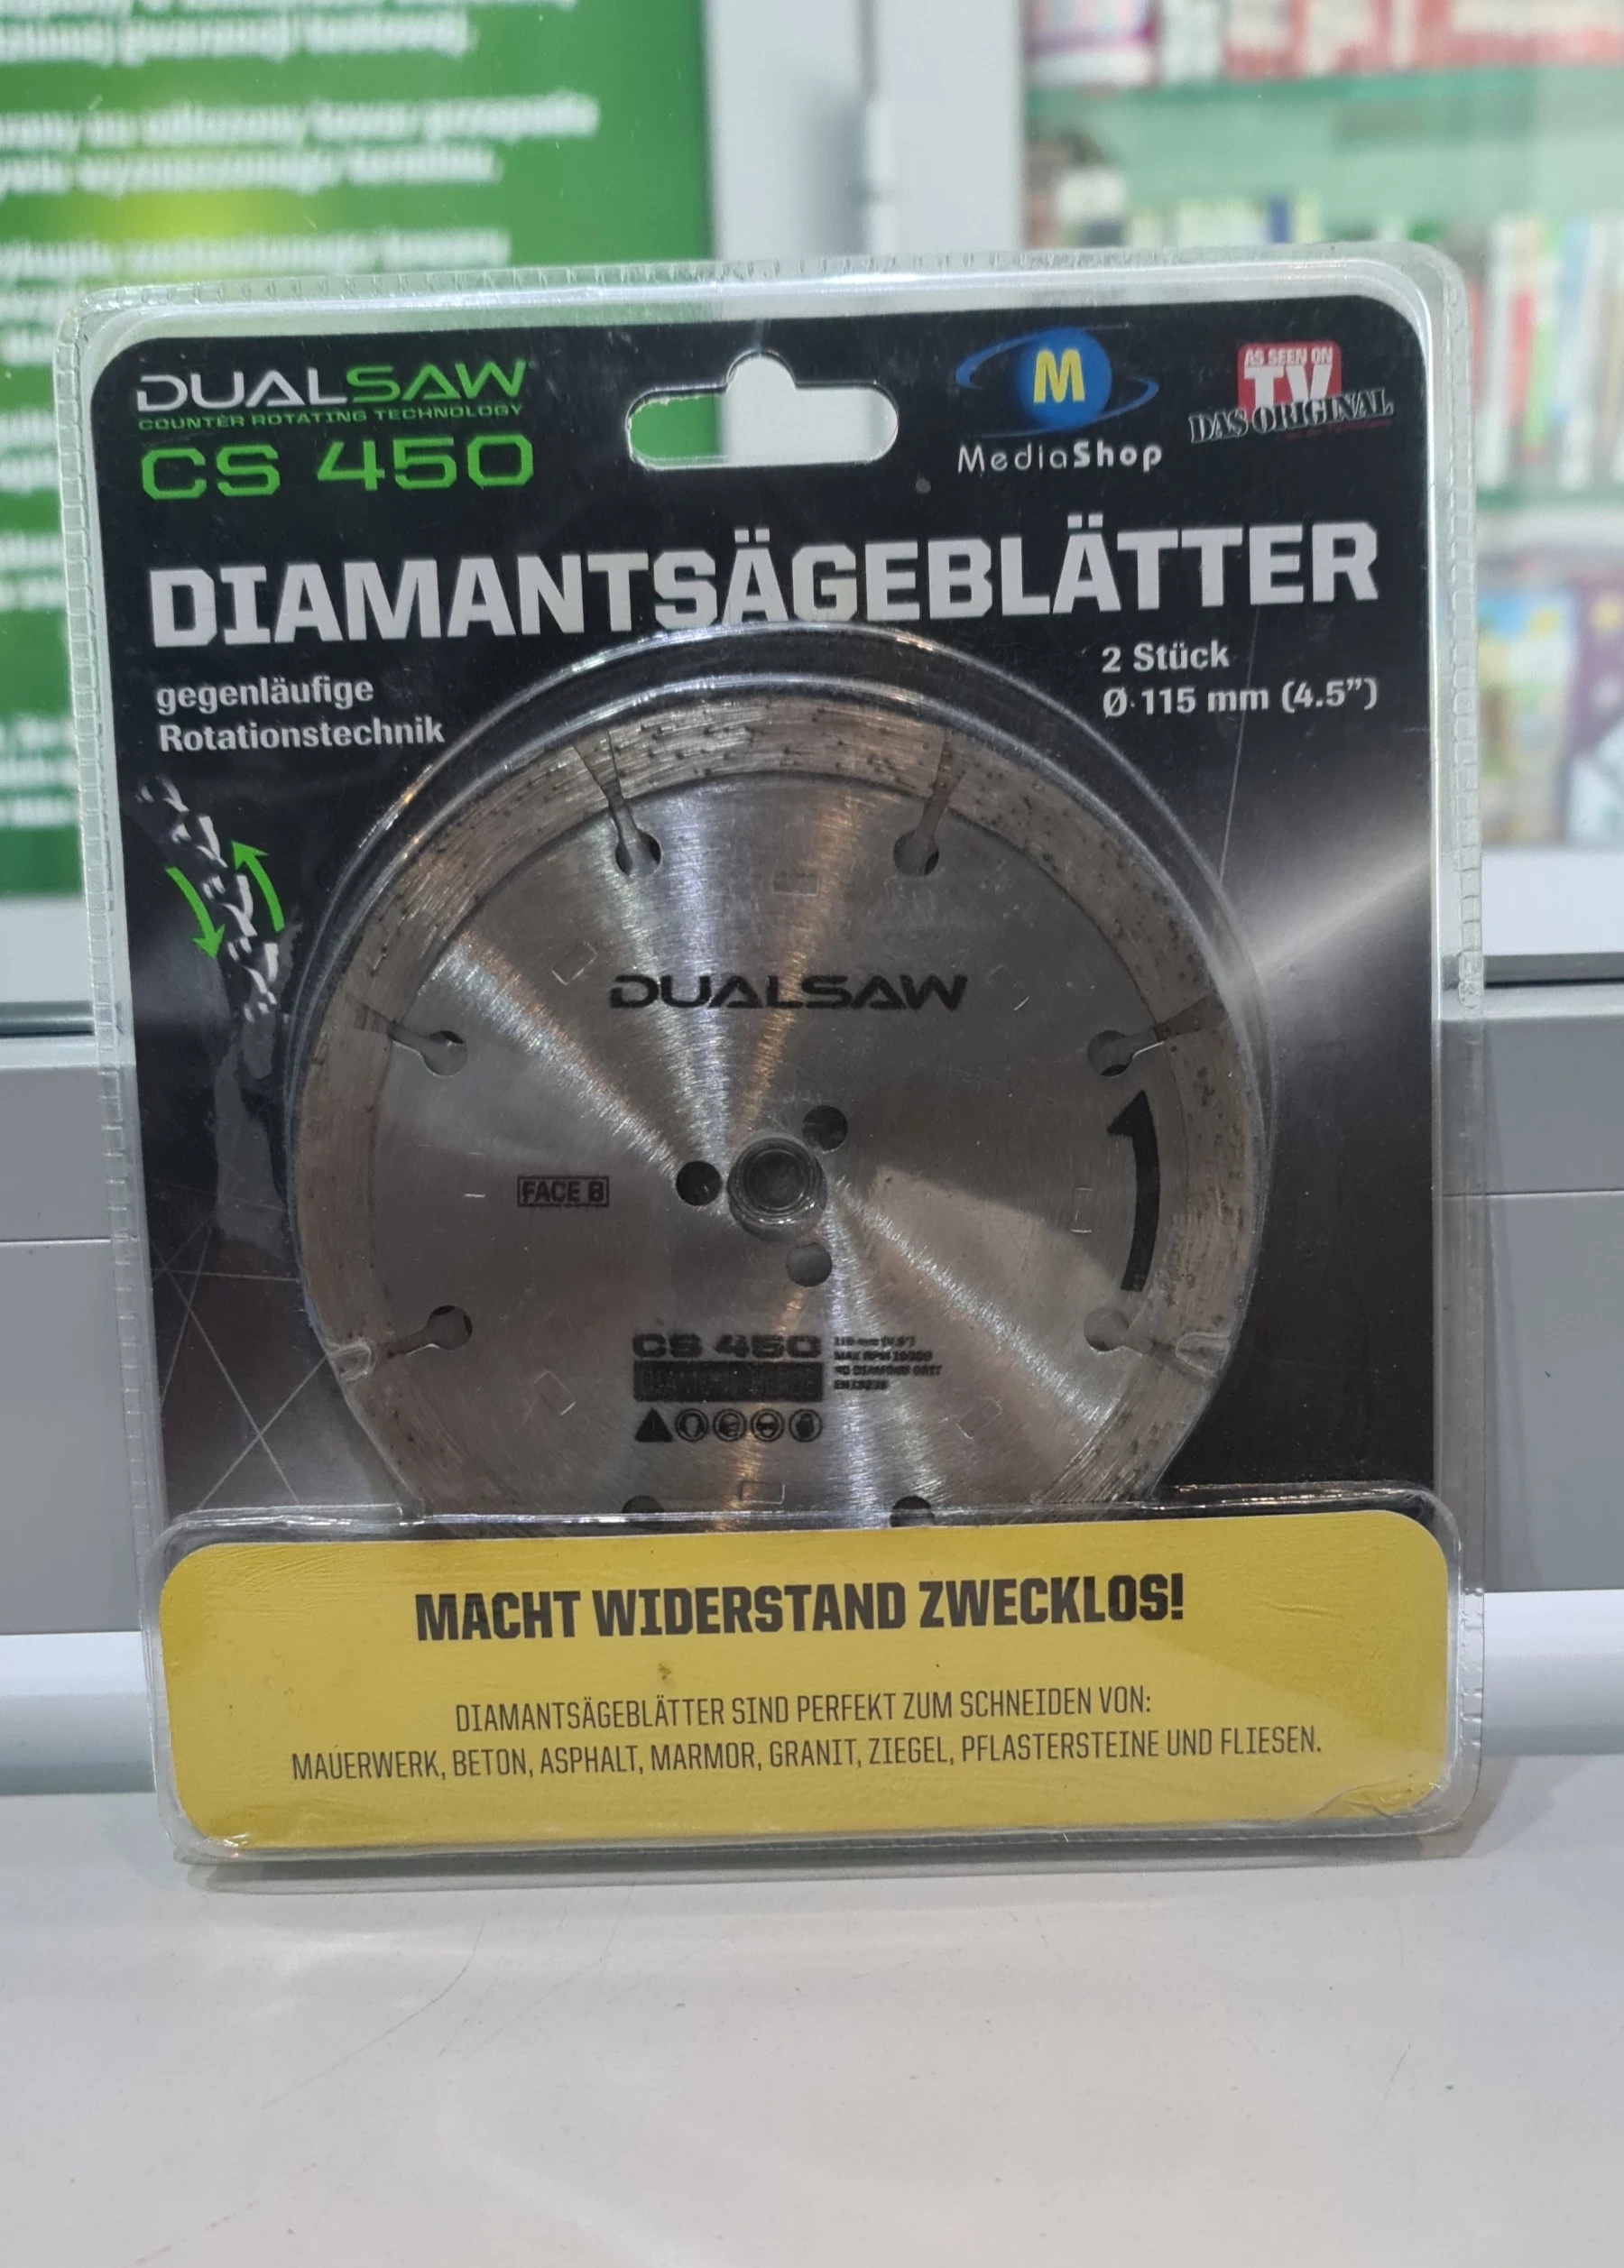 DUALSAW
COUNTER ROTATING TECHNOLOGY
CS 450
M
MediaShop
AS SEEN ON
TV
DAS ORIGINAL
DIAMANTSÄGEBLÄTTER
gegenläufige
Rotationstechnik
2 Stück
Ø 115 mm (4.5”)
DUALSAW
FACE B
CS 450
MACHT WIDERSTAND ZWECKLOS!
DIAMANTSÄGEBLÄTTER SIND PERFEKT ZUM SCHNEIDEN VON:
MAUERWERK, BETON, ASPHALT, MARMOR, GRANIT, ZIEGEL, PFLASTERSTEINE UND FLIESEN.